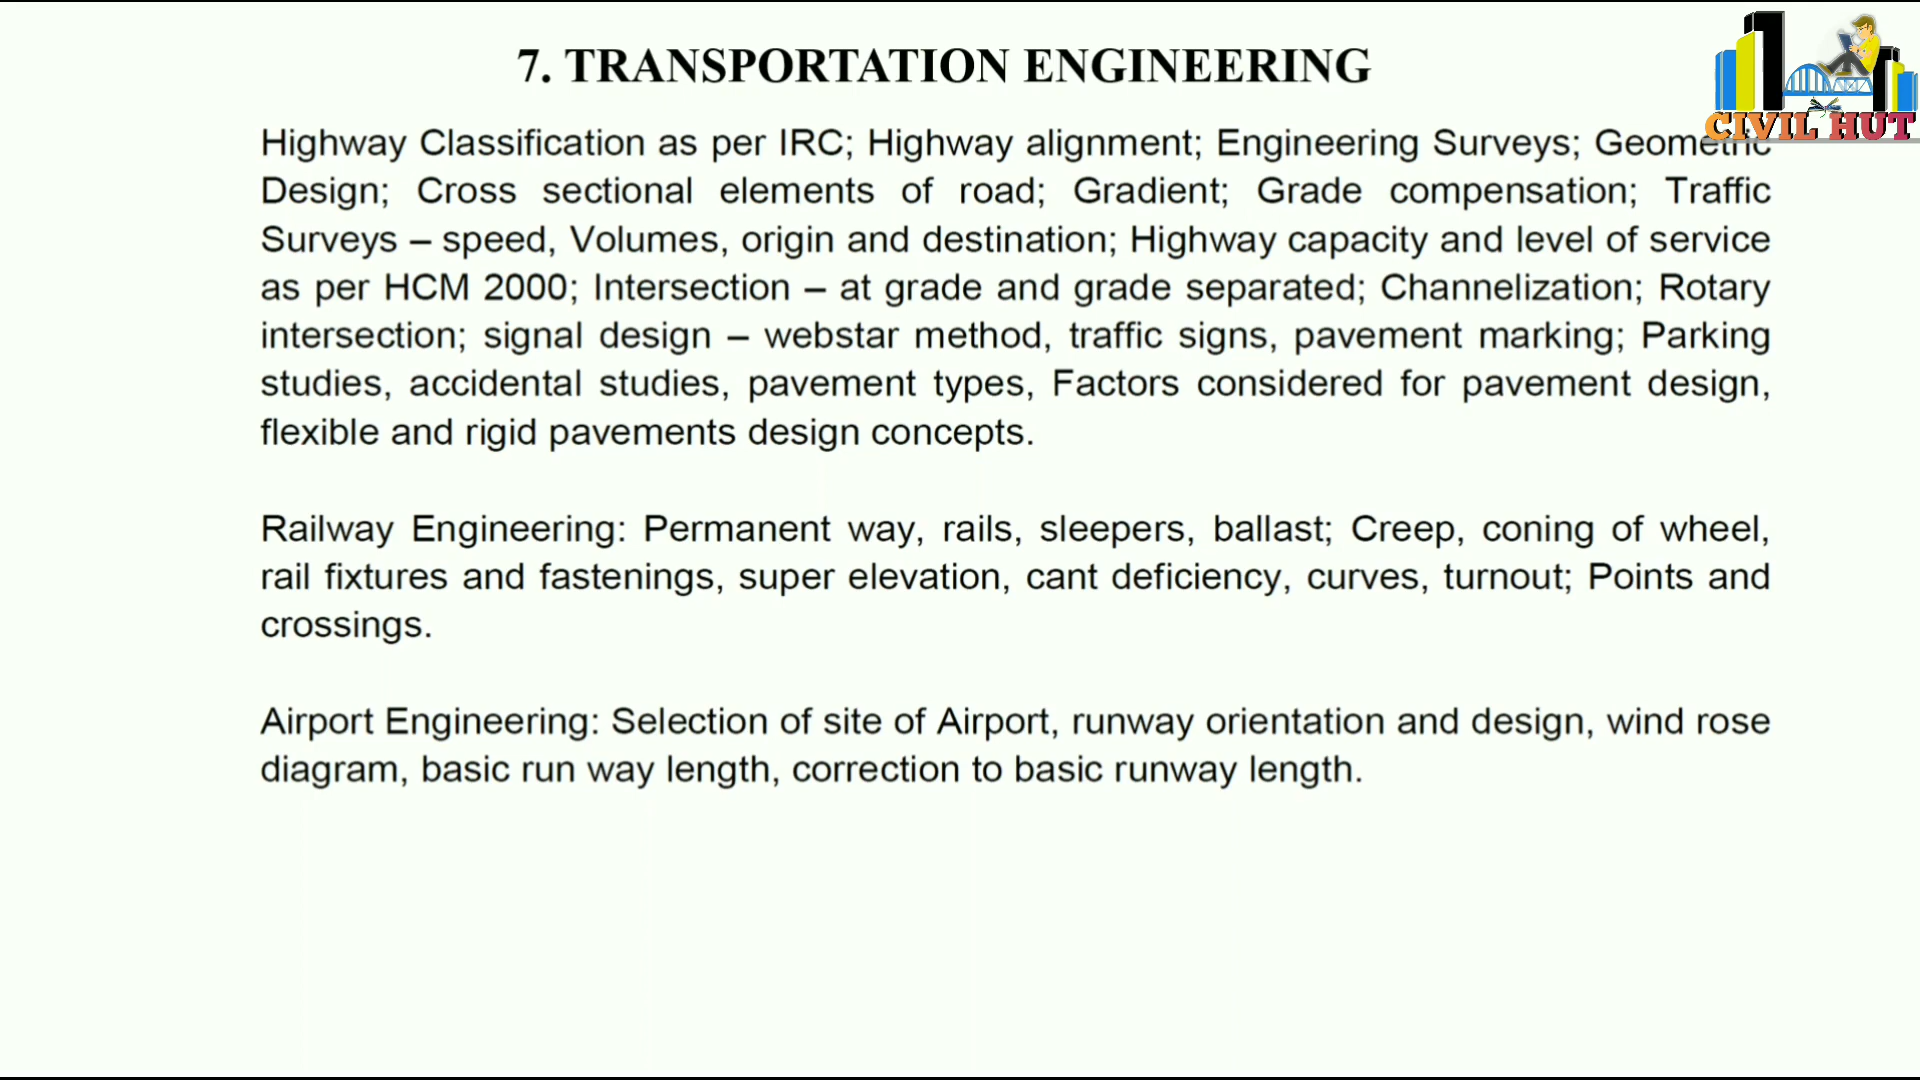 7. TRANSPORTATION ENGINEERING
CIVIL HUT
Highway Classification as per IRC; Highway alignment; Engineering Surveys; Geometric
Design; Cross sectional elements of road; Gradient; Grade compensation; Traffic
Surveys – speed, Volumes, origin and destination; Highway capacity and level of service
as per HCM 2000; Intersection – at grade and grade separated; Channelization; Rotary
intersection; signal design – webstar method, traffic signs, pavement marking; Parking
studies, accidental studies, pavement types, Factors considered for pavement design,
flexible and rigid pavements design concepts.
Railway Engineering: Permanent way, rails, sleepers, ballast; Creep, coning of wheel,
rail fixtures and fastenings, super elevation, cant deficiency, curves, turnout; Points and
crossings.
Airport Engineering: Selection of site of Airport, runway orientation and design, wind rose
diagram, basic run way length, correction to basic runway length.